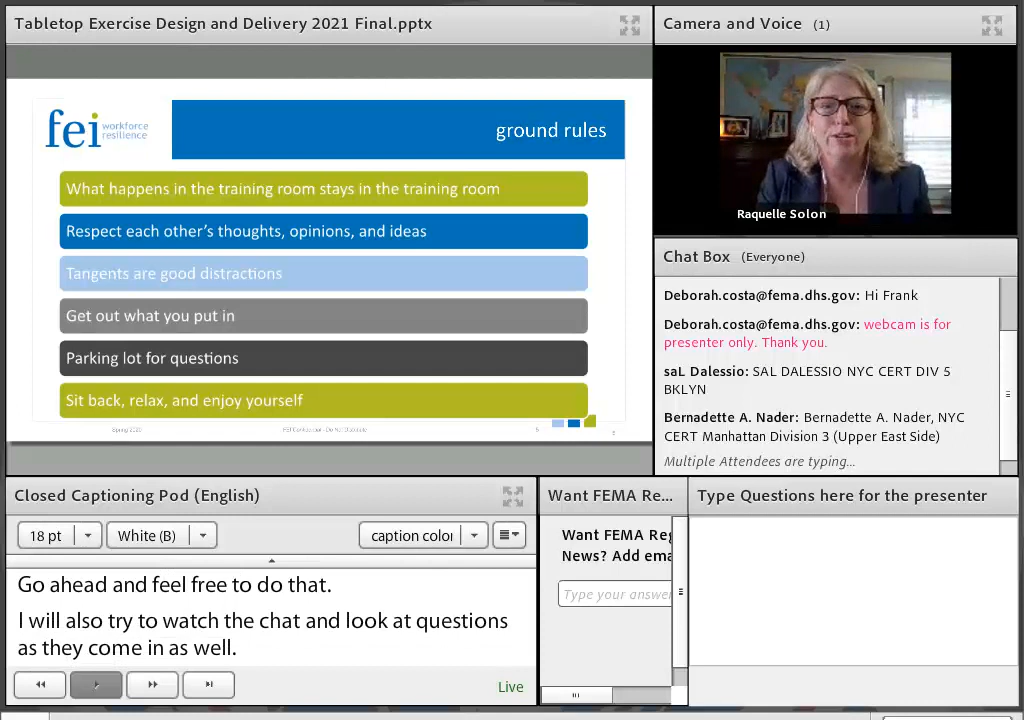 Tabletop Exercise Design and Delivery 2021 Final.pptx
fei workforce
resilience
ground rules
What happens in the training room stays in the training room
Respect each other's thoughts, opinions, and ideas
Tangents are good distractions
Get out what you put in
Parking lot for questions
Sit back, relax, and enjoy yourself
Spring 2020
FEI Confidential - Do Not Distribute
Camera and Voice (1)
Raquelle Solon
Chat Box (Everyone)
Deborah.costa@fema.dhs.gov: Hi Frank
Deborah.costa@fema.dhs.gov: webcam is for
presenter only. Thank you.
saL Dalessio: SAL DALESSIO NYC CERT DIV 5
BKLYN
Bernadette A. Nader: Bernadette A. Nader, NYC
CERT Manhattan Division 3 (Upper East Side)
Multiple Attendees are typing...
Closed Captioning Pod (English)
18 pt
White (B)
caption color
Go ahead and feel free to do that.
I will also try to watch the chat and look at questions
as they come in as well.
Live
Want FEMA Re...
Want FEMA Reg
News? Add ema
Type your answer
Type Questions here for the presenter